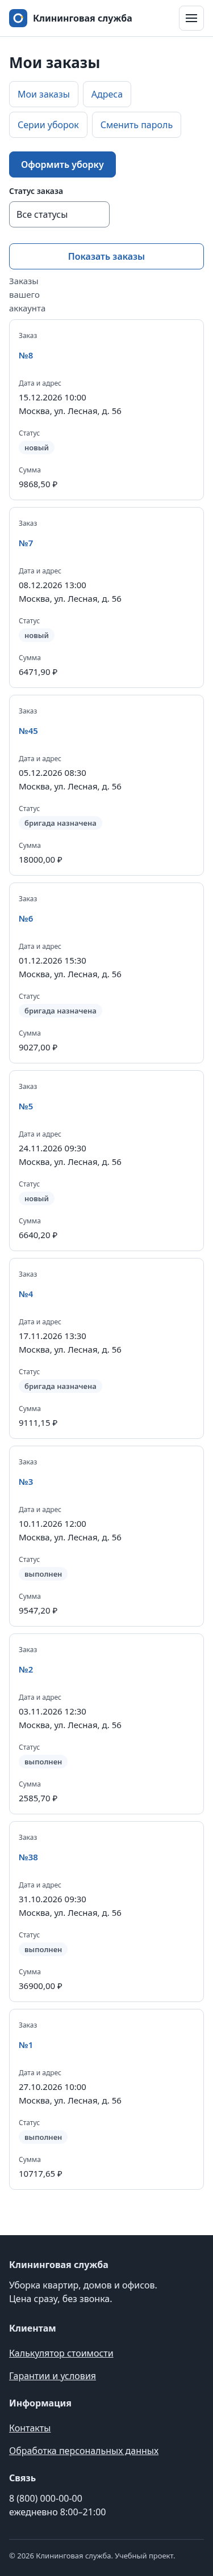 Клининговая служба
Мои заказы
Мои заказы
Адреса
Серии уборок
Сменить пароль
Оформить уборку
Статус заказа
Все статусы
Показать заказы
Заказы
вашего
аккаунта
Заказ
№8
Дата и адрес
15.12.2026 10:00
Москва, ул. Лесная, д. 56
Статус
новый
Сумма
9868,50 ₽
Заказ
№7
Дата и адрес
08.12.2026 13:00
Москва, ул. Лесная, д. 56
Статус
новый
Сумма
6471,90 ₽
Заказ
№45
Дата и адрес
05.12.2026 08:30
Москва, ул. Лесная, д. 56
Статус
бригада назначена
Сумма
18000,00 ₽
Заказ
№6
Дата и адрес
01.12.2026 15:30
Москва, ул. Лесная, д. 56
Статус
бригада назначена
Сумма
9027,00 ₽
Заказ
№5
Дата и адрес
24.11.2026 09:30
Москва, ул. Лесная, д. 56
Статус
новый
Сумма
6640,20 ₽
Заказ
№4
Дата и адрес
17.11.2026 13:30
Москва, ул. Лесная, д. 56
Статус
бригада назначена
Сумма
9111,15 ₽
Заказ
№3
Дата и адрес
10.11.2026 12:00
Москва, ул. Лесная, д. 56
Статус
выполнен
Сумма
9547,20 ₽
Заказ
№2
Дата и адрес
03.11.2026 12:30
Москва, ул. Лесная, д. 56
Статус
выполнен
Сумма
2585,70 ₽
Заказ
№38
Дата и адрес
31.10.2026 09:30
Москва, ул. Лесная, д. 56
Статус
выполнен
Сумма
36900,00 ₽
Заказ
№1
Дата и адрес
27.10.2026 10:00
Москва, ул. Лесная, д. 56
Статус
выполнен
Сумма
10717,65 ₽
Клининговая служба
Уборка квартир, домов и офисов.
Цена сразу, без звонка.
Клиентам
Калькулятор стоимости
Гарантии и условия
Информация
Контакты
Обработка персональных данных
Связь
8 (800) 000-00-00
ежедневно 8:00–21:00
© 2026 Клининговая служба. Учебный проект.